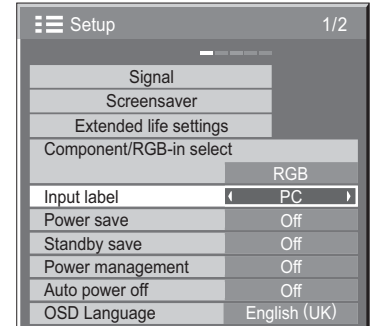 Setup 1/2
Signal
Screensaver
Extended life settings
Component/RGB-in select
RGB
Input label PC
Power save Off
Standby save Off
Power management Off
Auto power off Off
OSD Language English (UK)